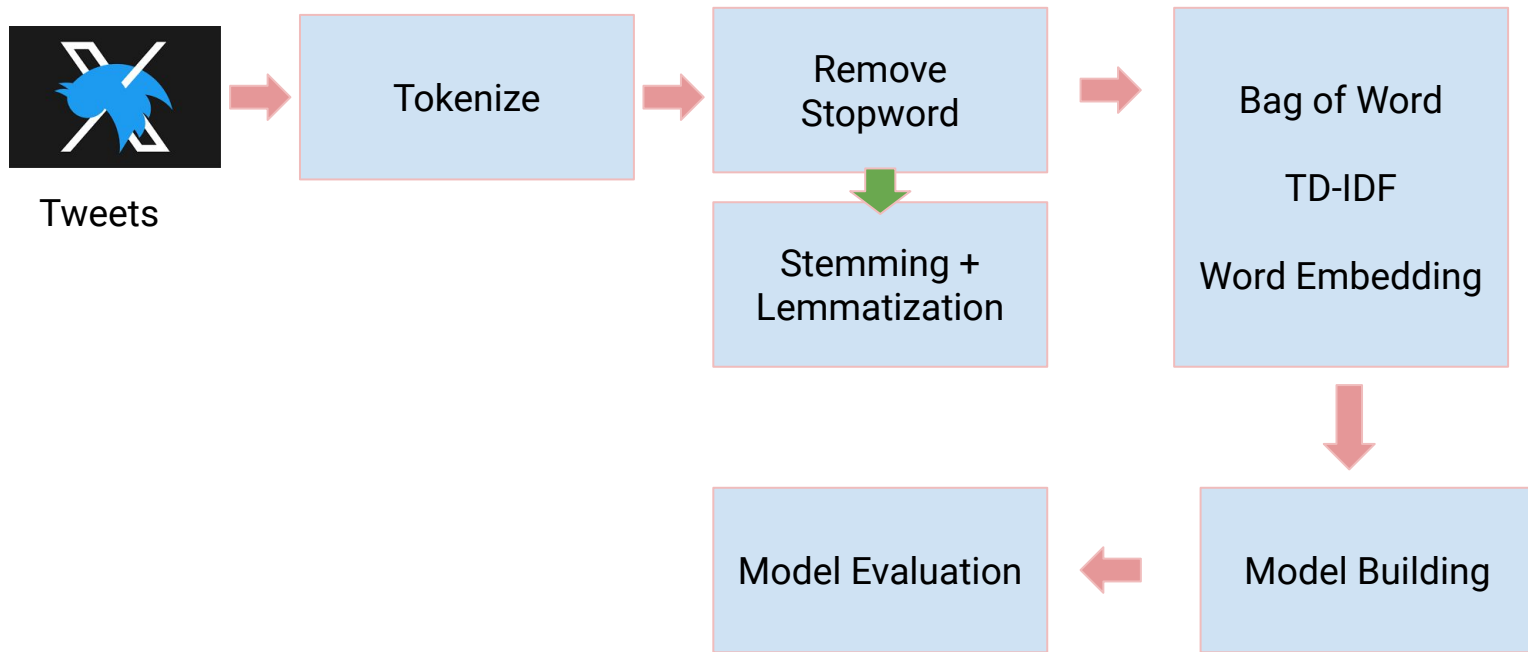 Tweets
Tokenize
Remove
Stopword
Stemming +
Lemmatization
Bag of Word
TD-IDF
Word Embedding
Model Building
Model Evaluation